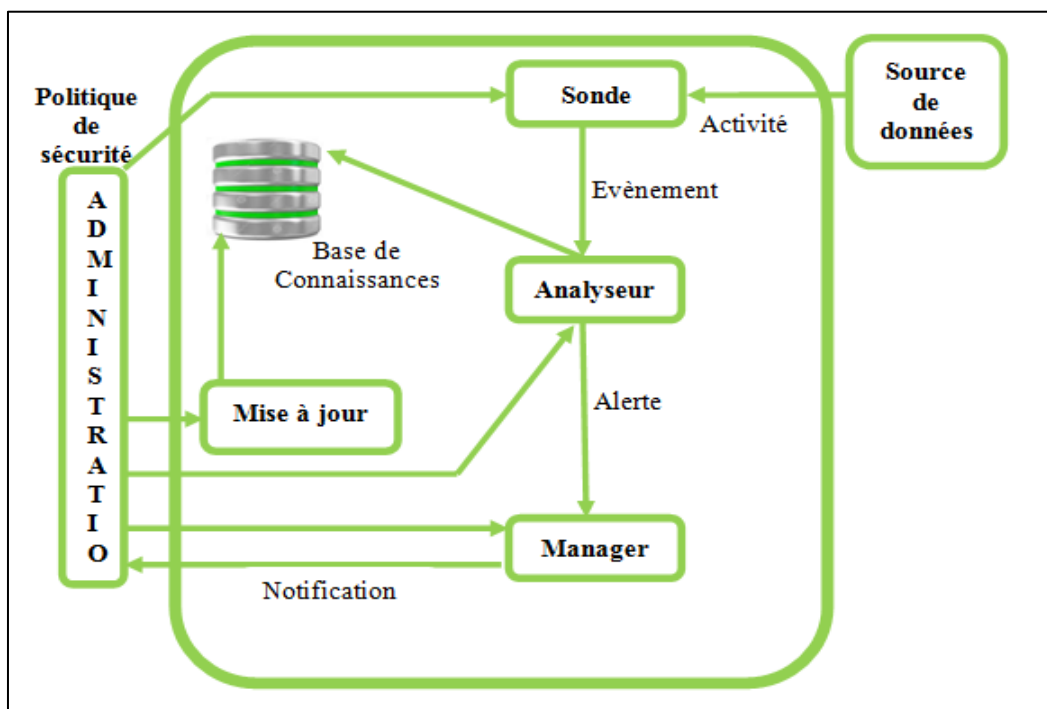 Politique
de
sécurité
A
D
M
I
N
I
S
T
R
A
T
I
O
Sonde
Source
de
données
Activité
Evènement
Base de
Connaissances
Analyseur
Mise à jour
Alerte
Manager
Notification